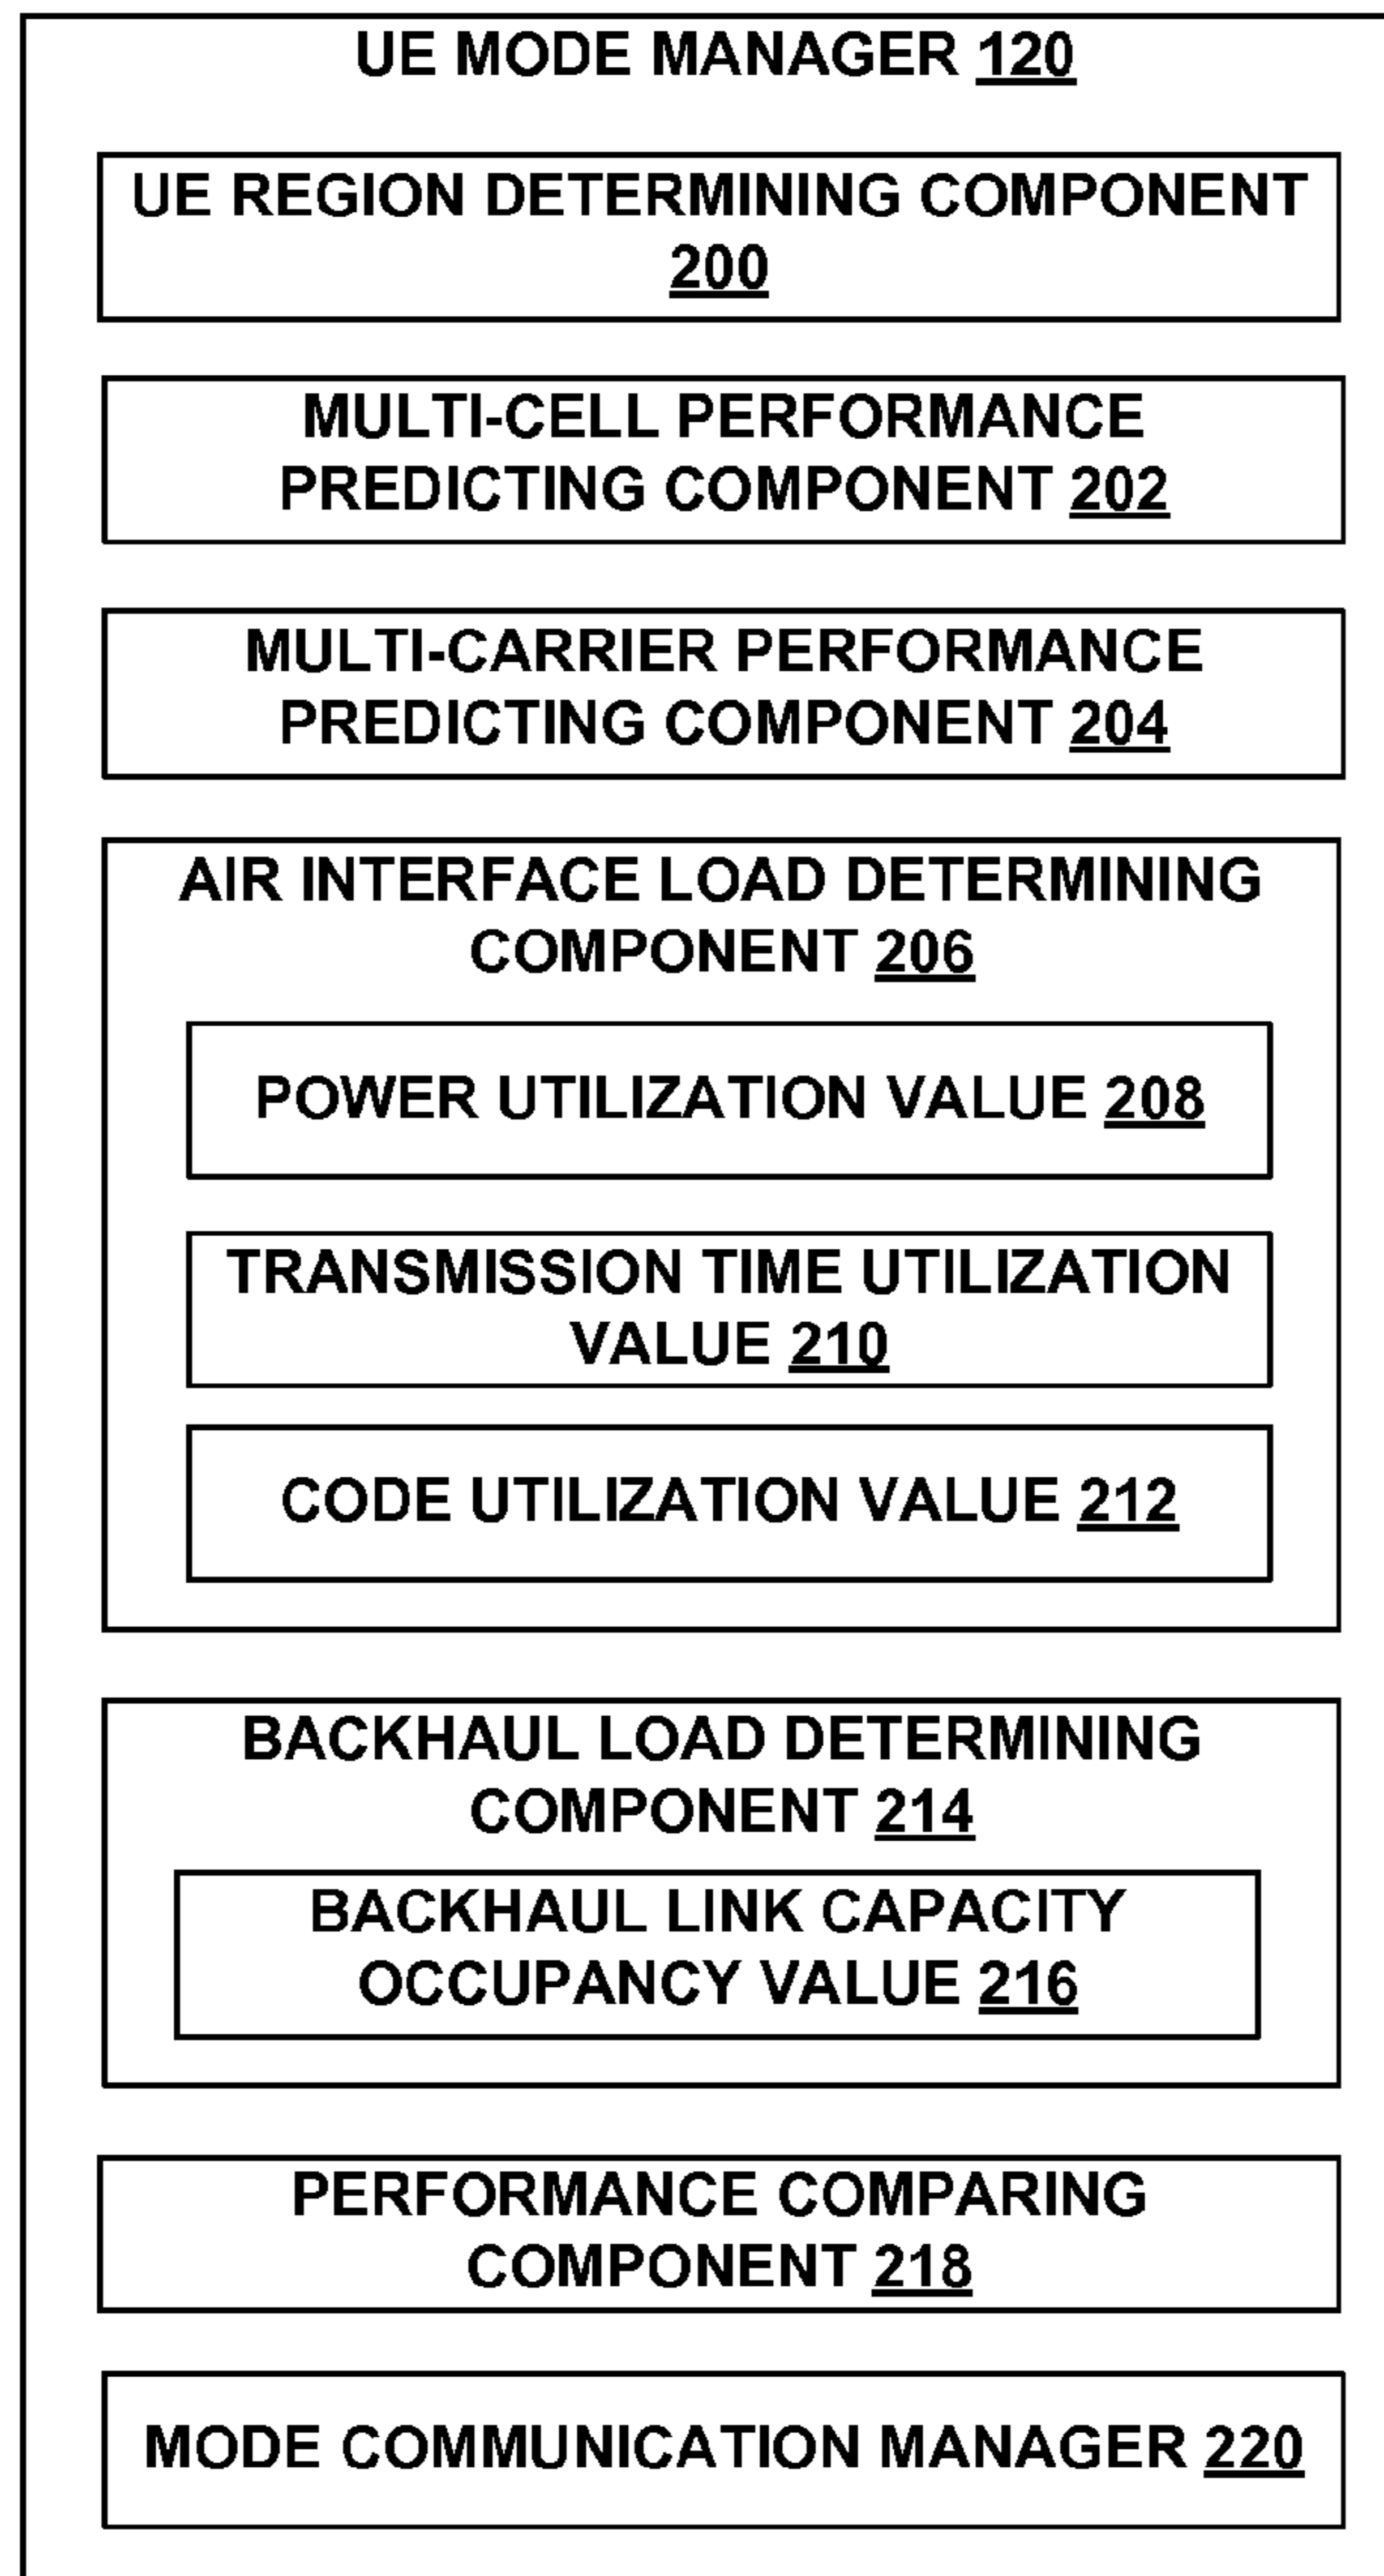 UE MODE MANAGER 120
UE REGION DETERMINING COMPONENT
200
MULTI-CELL PERFORMANCE
PREDICTING COMPONENT 202
MULTI-CARRIER PERFORMANCE
PREDICTING COMPONENT 204
AIR INTERFACE LOAD DETERMINING
COMPONENT 206
POWER UTILIZATION VALUE 208
TRANSMISSION TIME UTILIZATION
VALUE 210
CODE UTILIZATION VALUE 212
BACKHAUL LOAD DETERMINING
COMPONENT 214
BACKHAUL LINK CAPACITY
OCCUPANCY VALUE 216
PERFORMANCE COMPARING
COMPONENT 218
MODE COMMUNICATION MANAGER 220